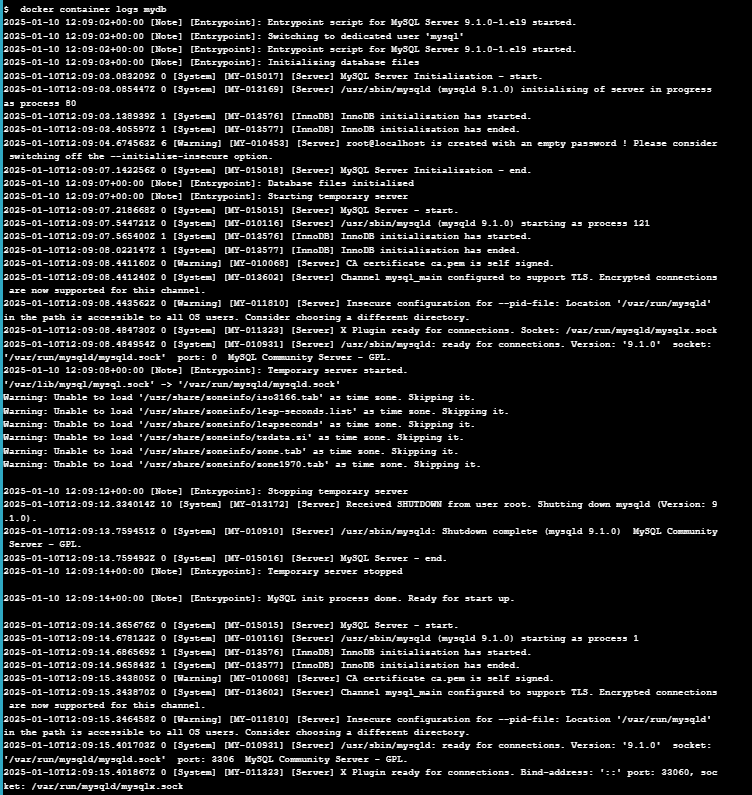 $  docker container logs mydb
2025-01-10 12:09:02+00:00 [Note] [Entrypoint]: Entrypoint script for MySQL Server 9.1.0-1.el9 started.
2025-01-10 12:09:02+00:00 [Note] [Entrypoint]: Switching to dedicated user 'mysql'
2025-01-10 12:09:02+00:00 [Note] [Entrypoint]: Entrypoint script for MySQL Server 9.1.0-1.el9 started.
2025-01-10 12:09:03+00:00 [Note] [Entrypoint]: Initializing database files
2025-01-10T12:09:03.083209Z 0 [System] [MY-015017] [Server] MySQL Server Initialization - start.
2025-01-10T12:09:03.085447Z 0 [System] [MY-013169] [Server] /usr/sbin/mysqld (mysqld 9.1.0) initializing of server in progress
as process 80
2025-01-10T12:09:03.138939Z 1 [System] [MY-013576] [InnoDB] InnoDB initialization has started.
2025-01-10T12:09:03.405597Z 1 [System] [MY-013577] [InnoDB] InnoDB initialization has ended.
2025-01-10T12:09:04.674563Z 6 [Warning] [MY-010453] [Server] root@localhost is created with an empty password ! Please consider
 switching off the --initialize-insecure option.
2025-01-10T12:09:07.142256Z 0 [System] [MY-015018] [Server] MySQL Server Initialization - end.
2025-01-10 12:09:07+00:00 [Note] [Entrypoint]: Database files initialized
2025-01-10 12:09:07+00:00 [Note] [Entrypoint]: Starting temporary server
2025-01-10T12:09:07.218668Z 0 [System] [MY-015015] [Server] MySQL Server - start.
2025-01-10T12:09:07.544721Z 0 [System] [MY-010116] [Server] /usr/sbin/mysqld (mysqld 9.1.0) starting as process 121
2025-01-10T12:09:07.565400Z 1 [System] [MY-013576] [InnoDB] InnoDB initialization has started.
2025-01-10T12:09:08.022147Z 1 [System] [MY-013577] [InnoDB] InnoDB initialization has ended.
2025-01-10T12:09:08.441160Z 0 [Warning] [MY-010068] [Server] CA certificate ca.pem is self signed.
2025-01-10T12:09:08.441240Z 0 [System] [MY-013602] [Server] Channel mysql_main configured to support TLS. Encrypted connections
 are now supported for this channel.
2025-01-10T12:09:08.443562Z 0 [Warning] [MY-011810] [Server] Insecure configuration for --pid-file: Location '/var/run/mysqld'
in the path is accessible to all OS users. Consider choosing a different directory.
2025-01-10T12:09:08.484730Z 0 [System] [MY-011323] [Server] X Plugin ready for connections. Socket: /var/run/mysqld/mysqlx.sock
2025-01-10T12:09:08.484954Z 0 [System] [MY-010931] [Server] /usr/sbin/mysqld: ready for connections. Version: '9.1.0'  socket:
'/var/run/mysqld/mysqld.sock'  port: 0  MySQL Community Server - GPL.
2025-01-10 12:09:08+00:00 [Note] [Entrypoint]: Temporary server started.
'/var/lib/mysql/mysql.sock' -> '/var/run/mysqld/mysqld.sock'
Warning: Unable to load '/usr/share/zoneinfo/iso3166.tab' as time zone. Skipping it.
Warning: Unable to load '/usr/share/zoneinfo/leap-seconds.list' as time zone. Skipping it.
Warning: Unable to load '/usr/share/zoneinfo/leapseconds' as time zone. Skipping it.
Warning: Unable to load '/usr/share/zoneinfo/tzdata.zi' as time zone. Skipping it.
Warning: Unable to load '/usr/share/zoneinfo/zone.tab' as time zone. Skipping it.
Warning: Unable to load '/usr/share/zoneinfo/zone1970.tab' as time zone. Skipping it.

2025-01-10 12:09:12+00:00 [Note] [Entrypoint]: Stopping temporary server
2025-01-10T12:09:12.334014Z 10 [System] [MY-013172] [Server] Received SHUTDOWN from user root. Shutting down mysqld (Version: 9
.1.0).
2025-01-10T12:09:13.759451Z 0 [System] [MY-010910] [Server] /usr/sbin/mysqld: Shutdown complete (mysqld 9.1.0)  MySQL Community
 Server - GPL.
2025-01-10T12:09:13.759492Z 0 [System] [MY-015016] [Server] MySQL Server - end.
2025-01-10 12:09:14+00:00 [Note] [Entrypoint]: Temporary server stopped

2025-01-10 12:09:14+00:00 [Note] [Entrypoint]: MySQL init process done. Ready for start up.

2025-01-10T12:09:14.365676Z 0 [System] [MY-015015] [Server] MySQL Server - start.
2025-01-10T12:09:14.678122Z 0 [System] [MY-010116] [Server] /usr/sbin/mysqld (mysqld 9.1.0) starting as process 1
2025-01-10T12:09:14.686569Z 1 [System] [MY-013576] [InnoDB] InnoDB initialization has started.
2025-01-10T12:09:14.965843Z 1 [System] [MY-013577] [InnoDB] InnoDB initialization has ended.
2025-01-10T12:09:15.343805Z 0 [Warning] [MY-010068] [Server] CA certificate ca.pem is self signed.
2025-01-10T12:09:15.343870Z 0 [System] [MY-013602] [Server] Channel mysql_main configured to support TLS. Encrypted connections
 are now supported for this channel.
2025-01-10T12:09:15.346458Z 0 [Warning] [MY-011810] [Server] Insecure configuration for --pid-file: Location '/var/run/mysqld'
in the path is accessible to all OS users. Consider choosing a different directory.
2025-01-10T12:09:15.401703Z 0 [System] [MY-010931] [Server] /usr/sbin/mysqld: ready for connections. Version: '9.1.0'  socket:
'/var/run/mysqld/mysqld.sock'  port: 3306  MySQL Community Server - GPL.
2025-01-10T12:09:15.401867Z 0 [System] [MY-011323] [Server] X Plugin ready for connections. Bind-address: '::' port: 33060, soc
ket: /var/run/mysqld/mysqlx.sock